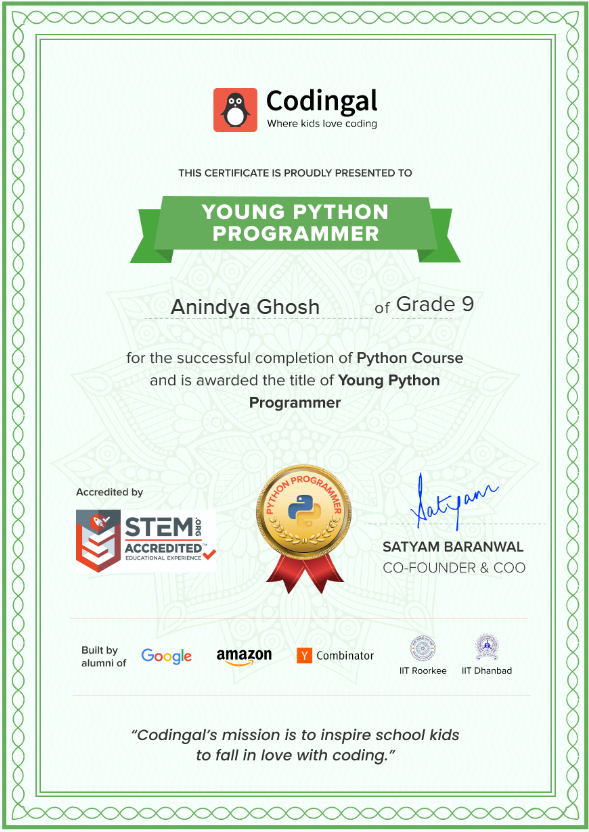 Codingal
Where kids love coding
THIS CERTIFICATE IS PROUDLY PRESENTED TO
YOUNG PYTHON
PROGRAMMER
Anindya Ghosh of Grade 9
for the successful completion of Python Course
and is awarded the title of Young Python
Programmer
Accredited by
STEM.ORG
ACCREDITED™
EDUCATIONAL EXPERIENCE
PYTHON PROGRAMMER
Satyam
SATYAM BARANWAL
CO-FOUNDER & COO
Built by
alumni of
Google
amazon
Y Combinator
IIT Roorkee
IIT Dhanbad
“Codingal’s mission is to inspire school kids
to fall in love with coding.”